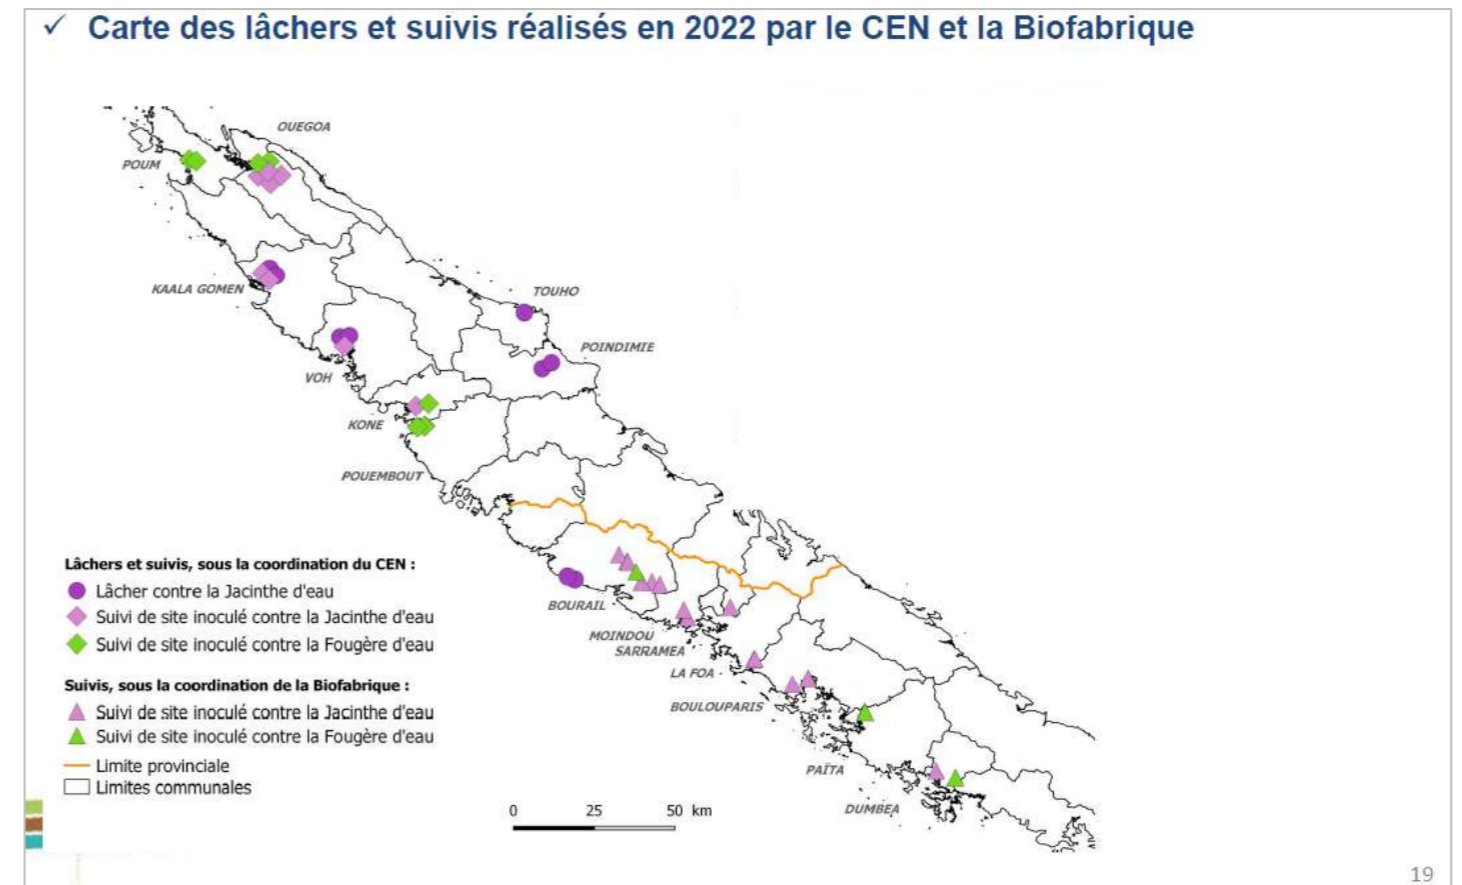 ✓ Carte des lâchers et suivis réalisés en 2022 par le CEN et la Biofabrique
OUEGOA
POUM
KAALA GOMEN
TOUHO
POINDIMIE
VOH
KONE
POUEMBOUT
Lâchers et suivis, sous la coordination du CEN :
Lâcher contre la Jacinthe d'eau
Suivi de site inoculé contre la Jacinthe d'eau
Suivi de site inoculé contre la Fougère d'eau
Suivis, sous la coordination de la Biofabrique :
Suivi de site inoculé contre la Jacinthe d'eau
Suivi de site inoculé contre la Fougère d'eau
Limite provinciale
Limites communales
BOURAIL
MOINDOU
SARRAMEA
LA FOA
BOULOUPARIS
PAÏTA
DUMBEA
0 25 50 km
19